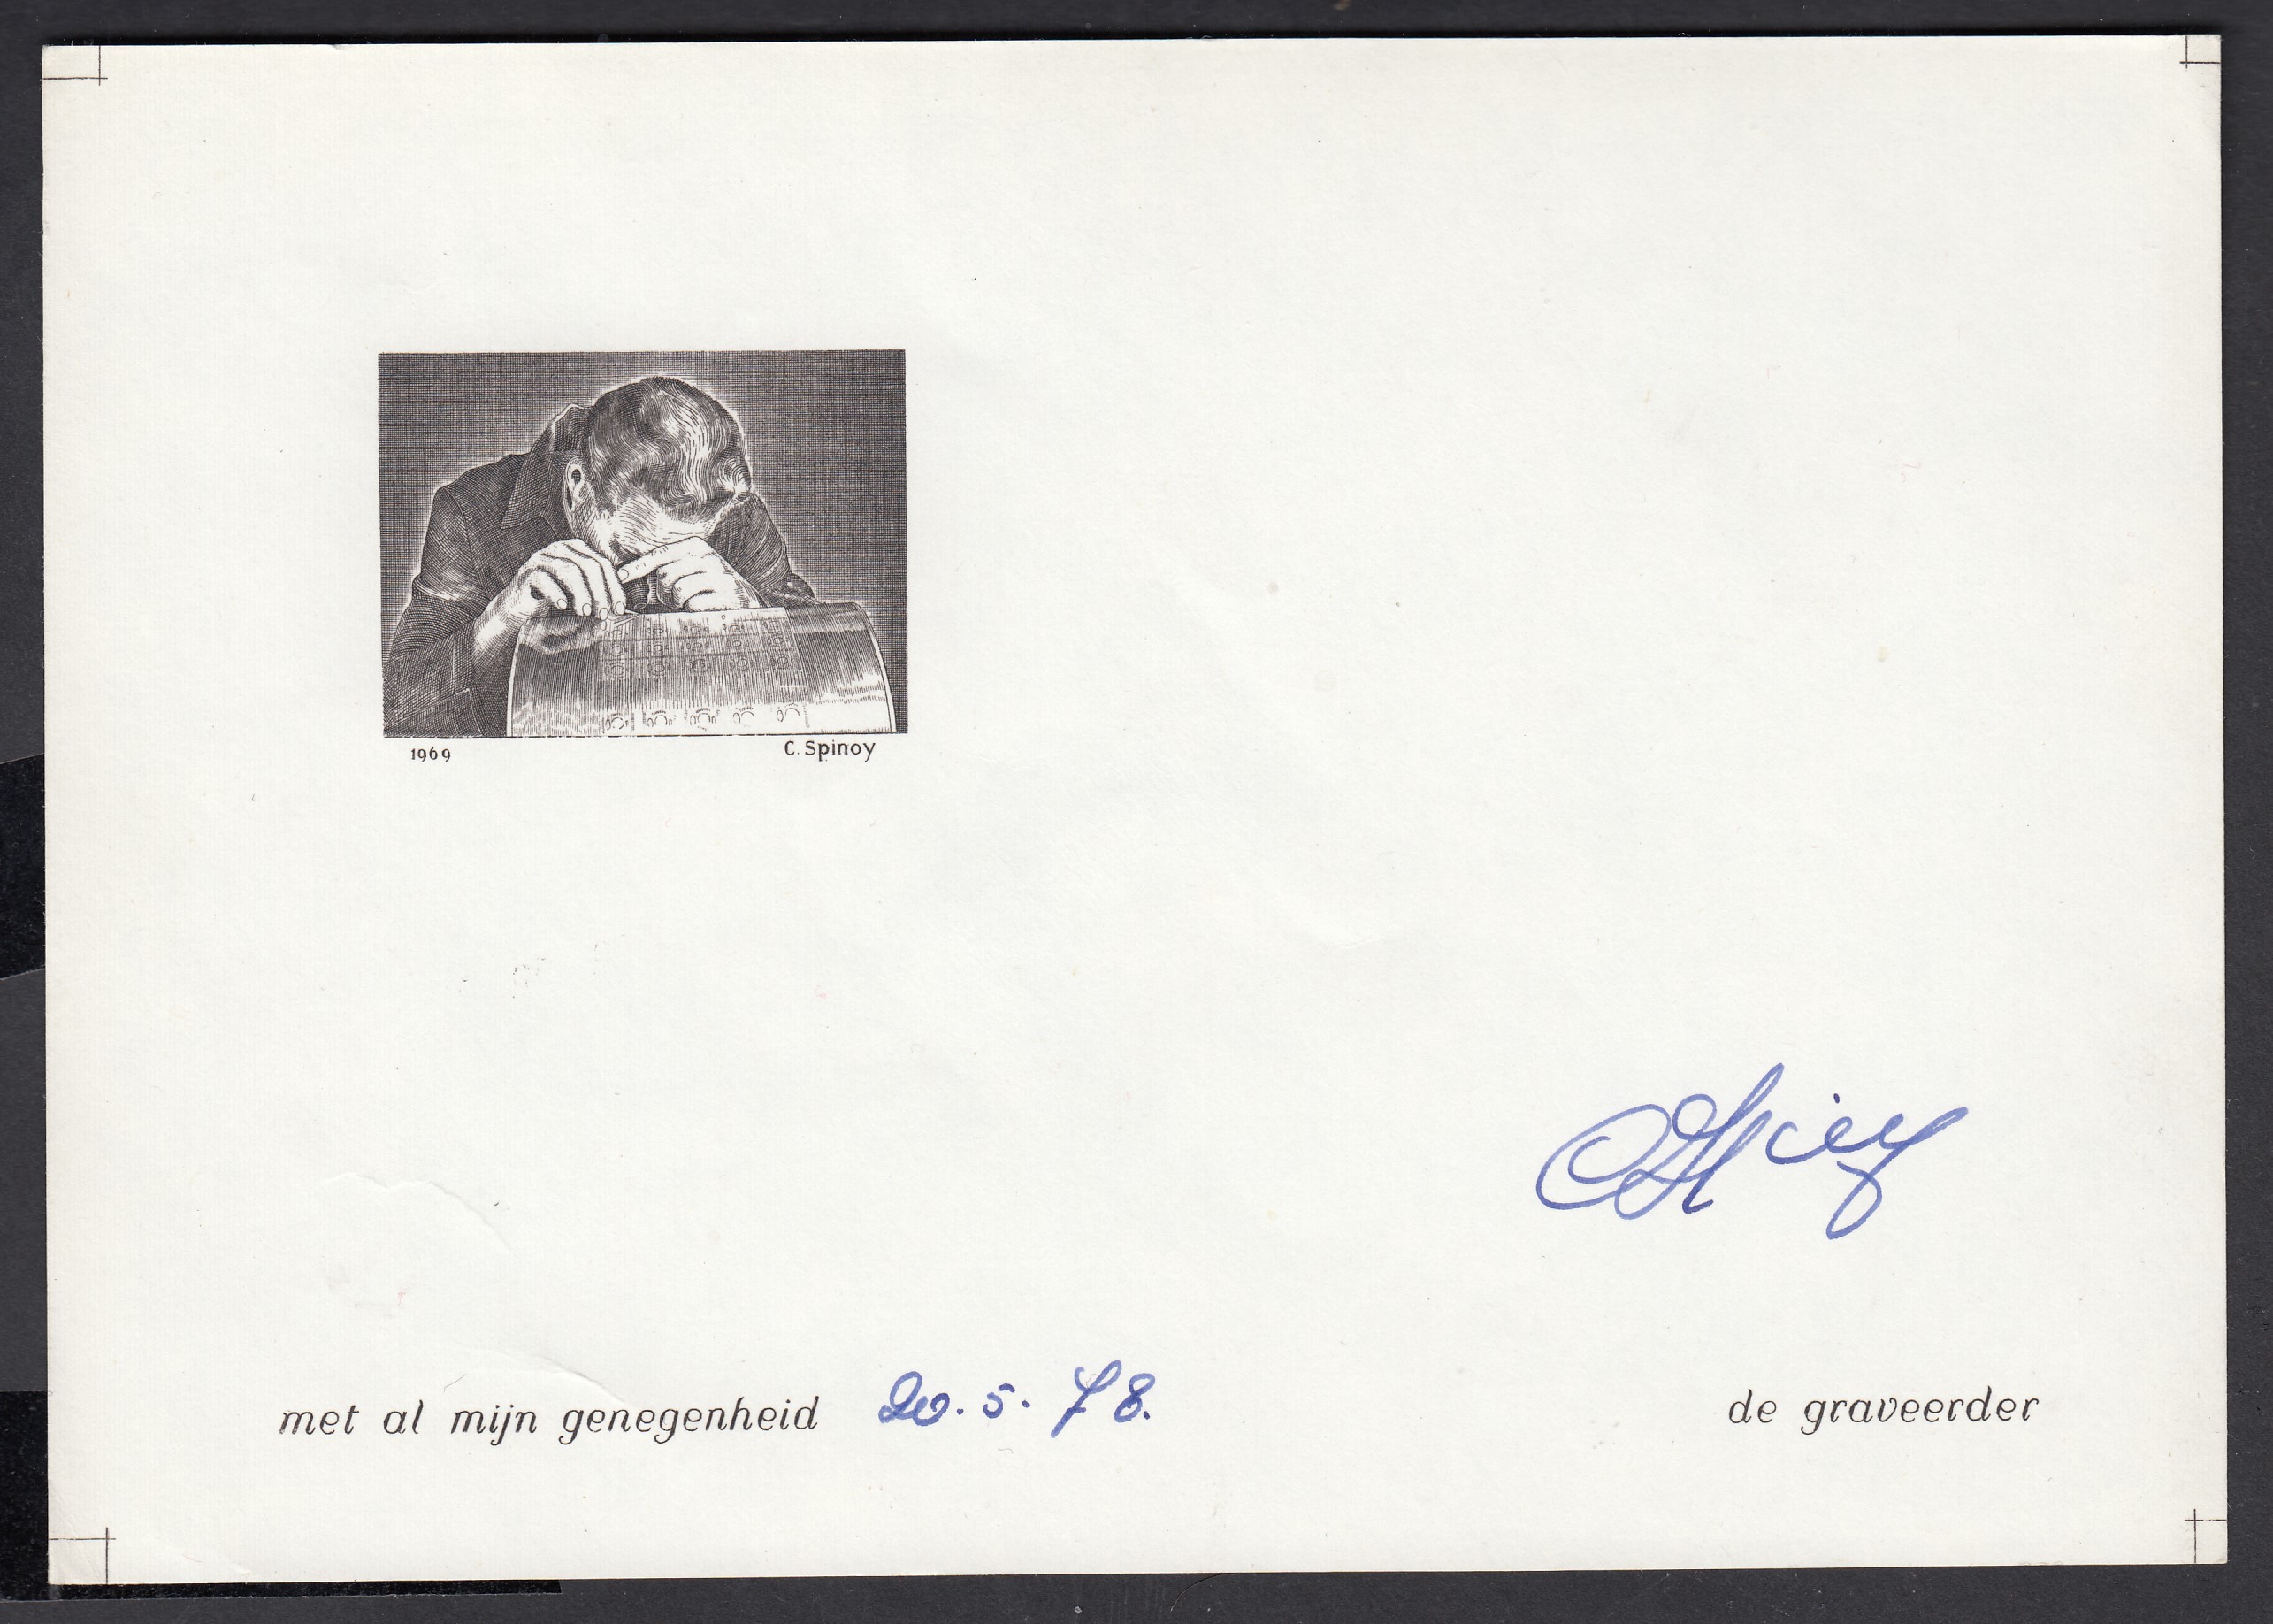 1969 C. Spinoy
met al mijn genegenheid 20.5.78. de graveerder